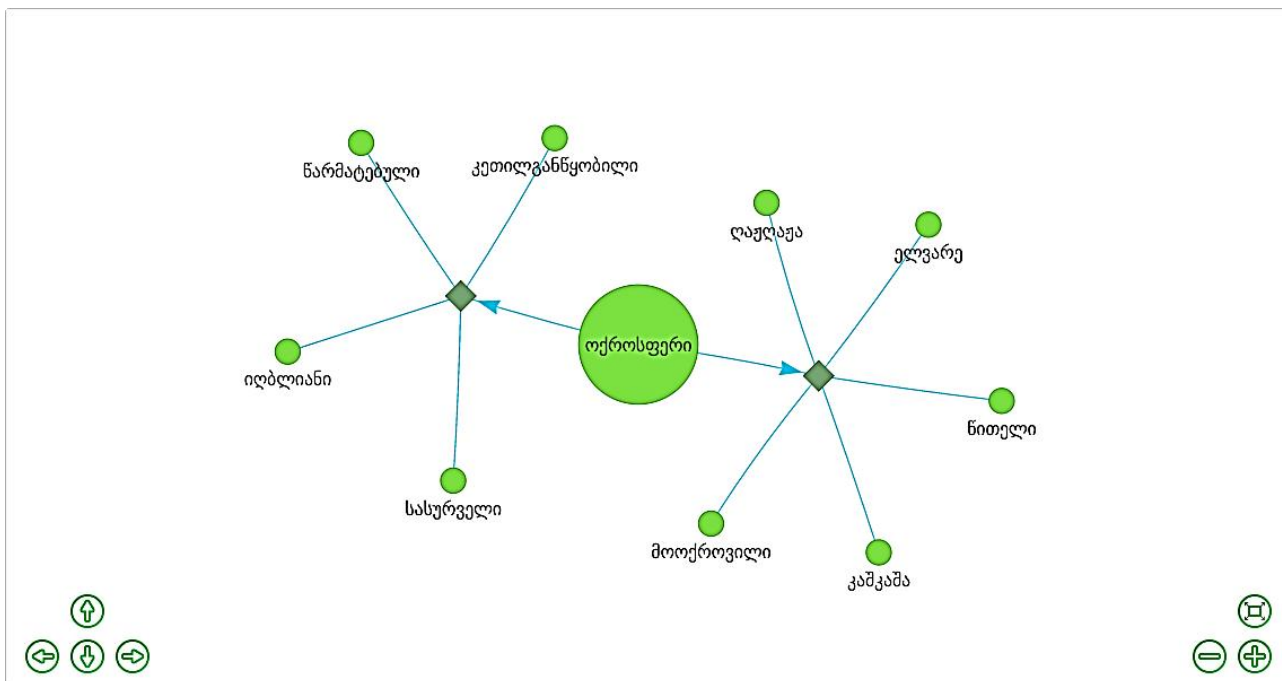 წარმატებული
კეთილგანწყობილი
ღაჟღაჟა
ელვარე
ოქროსფერი
იღბლიანი
წითელი
სასურველი
მოოქროვილი
კაშკაშა